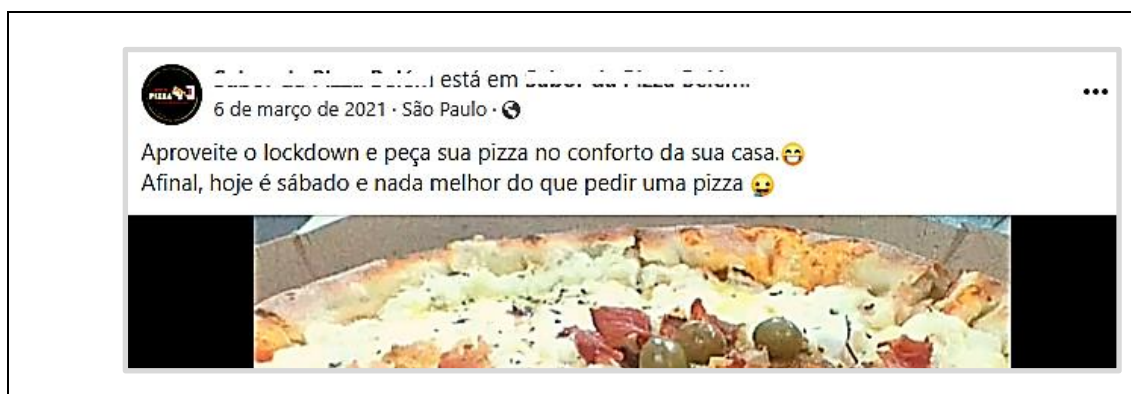 está em
6 de março de 2021 · São Paulo ·
Aproveite o lockdown e peça sua pizza no conforto da sua casa.😁
Afinal, hoje é sábado e nada melhor do que pedir uma pizza 😛
PIZZA